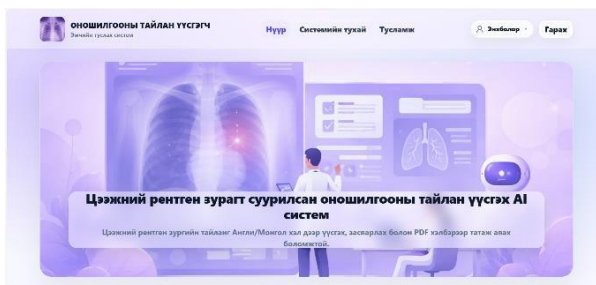 ОНОШИЛГООНЫ ТАЙЛАН ҮҮСГЭГЧ
Эмчийн туслах систем
Нүүр Системийн тухай Тусламж
Энхболор
Гарах
Цээжний рентген зурагт суурилсан оношилгооны тайлан үүсгэх AI
систем
Цээжний рентген зургийн тайланг Англи/Монгол хэл дээр үүсгэх, засварлах болон PDF хэлбэрээр татаж авах
боломжтой.